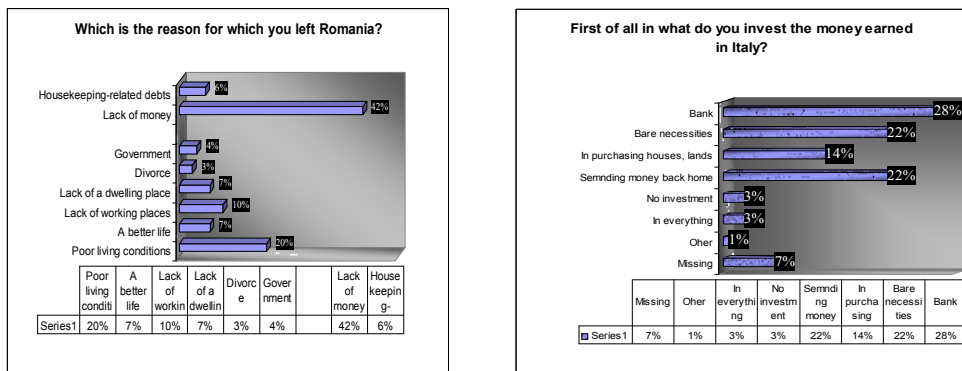 Which is the reason for which you left Romania?
Housekeeping-related debts
6%
Lack of money
42%
Government
4%
Divorce
3%
Lack of a dwelling place
7%
Lack of working places
10%
A better life
7%
Poor living conditions
20%
Poor living conditi
A better life
Lack of workin
Lack of a dwellin
Divorc e
Gover nment
Lack of money
House keepin g-
Series1 20% 7% 10% 7% 3% 4% 42% 6%
First of all in what do you invest the money earned
in Italy?
Bank
28%
Bare necessities
22%
In purchasing houses, lands
14%
Semnding money back home
22%
No investment
3%
In everything
3%
Oher
1%
Missing
7%
Missing
Oher
In everythi ng
No investm ent
Semndi ng money
In purcha sing
Bare necessi ties
Bank
Series1 7% 1% 3% 3% 22% 14% 22% 28%